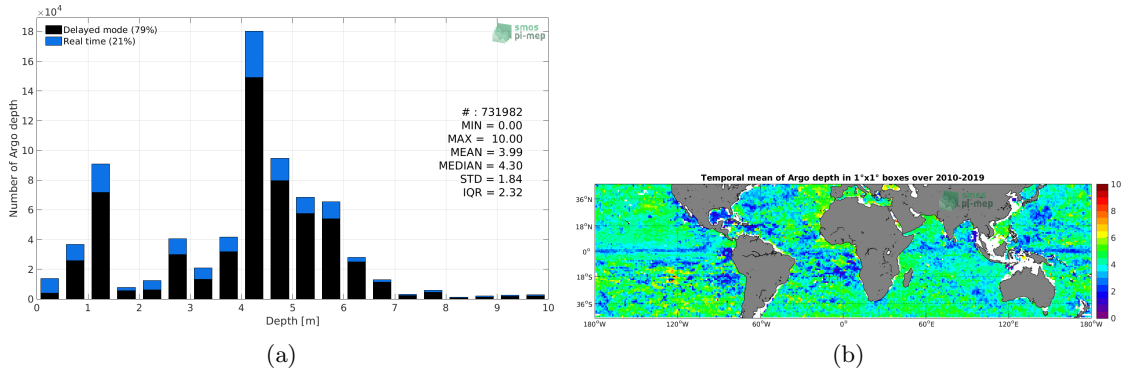 ×10⁴
18
16
14
12
10
8
6
4
2
0
Number of Argo depth
Delayed mode (79%)
Real time (21%)
smos
pi-mep
# : 731982
MIN = 0.00
MAX = 10.00
MEAN = 3.99
MEDIAN = 4.30
STD = 1.84
IQR = 2.32
0 1 2 3 4 5 6 7 8 9 10
Depth [m]
(a)
Temporal mean of Argo depth in 1°x1° boxes over 2010-2019
smos
pi-mep
36°N
18°N
0°
18°S
36°S
180°W 120°W 60°W 0° 60°E 120°E 180°W
10
8
6
4
2
0
(b)